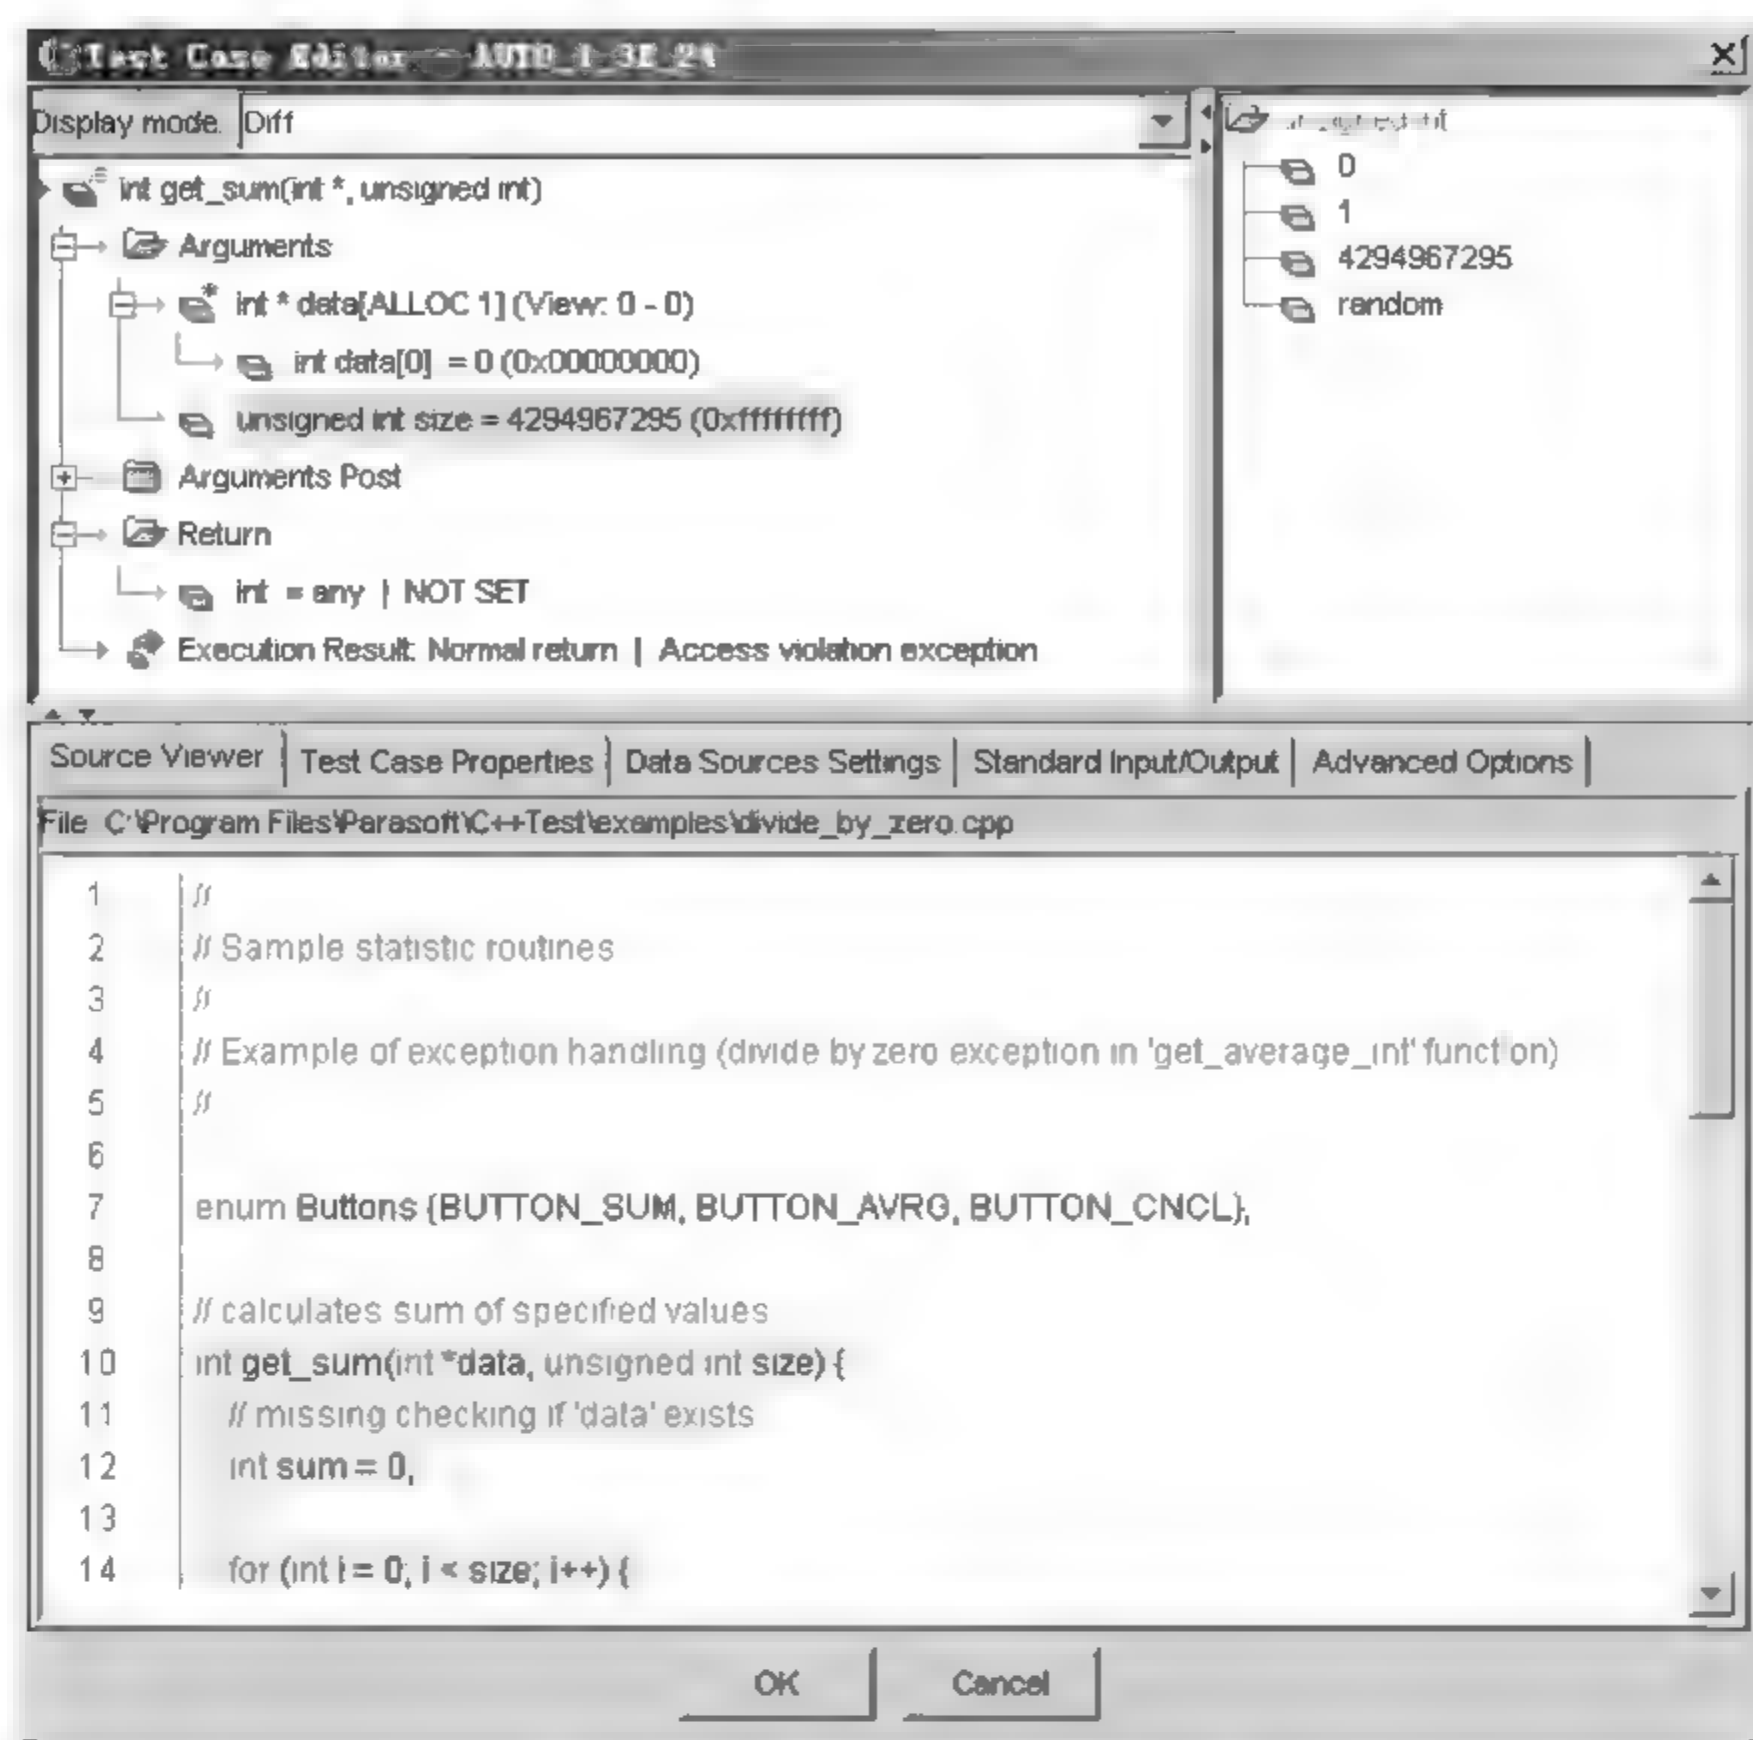 Test Case Editor - AUTO_1_3E_24
Display mode: Diff
int get_sum(int *, unsigned int)
Arguments
int * data[ALLOC 1] (View: 0 - 0)
int data[0] = 0 (0x00000000)
unsigned int size = 4294967295 (0xffffffff)
Arguments Post
Return
int = any | NOT SET
Execution Result: Normal return | Access violation exception
0
1
4294967295
random
Source Viewer | Test Case Properties | Data Sources Settings | Standard Input/Output | Advanced Options |
File C:\Program Files\Parasoft\C++Test\examples\divide_by_zero.cpp
1 //
2 // Sample statistic routines
3 //
4 // Example of exception handling (divide by zero exception in 'get_average_int' function)
5 //
6
7 enum Buttons {BUTTON_SUM, BUTTON_AVRG, BUTTON_CNCL};
8
9 // calculates sum of specified values
10 int get_sum(int *data, unsigned int size) {
11 // missing checking if 'data' exists
12 int sum = 0;
13
14 for (int i = 0; i < size; i++) {
OK Cancel